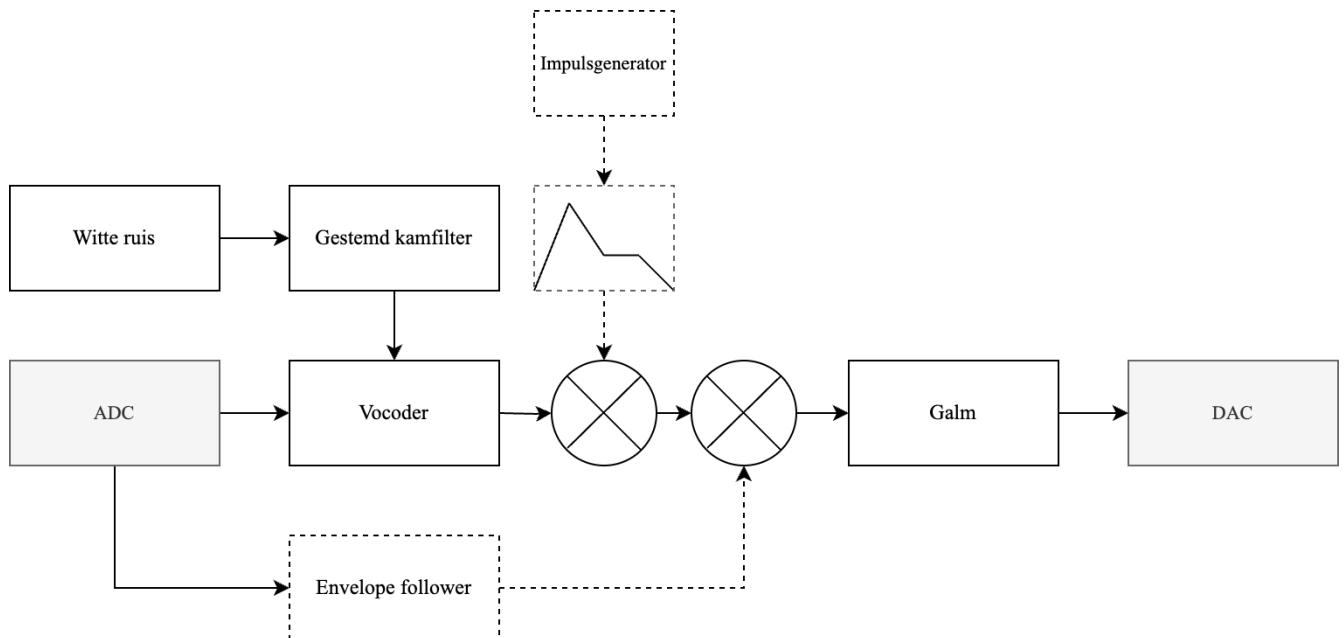 Impulsgenerator
Witte ruis
Gestemd kamfilter
ADC
Vocoder
Galm
DAC
Envelope follower